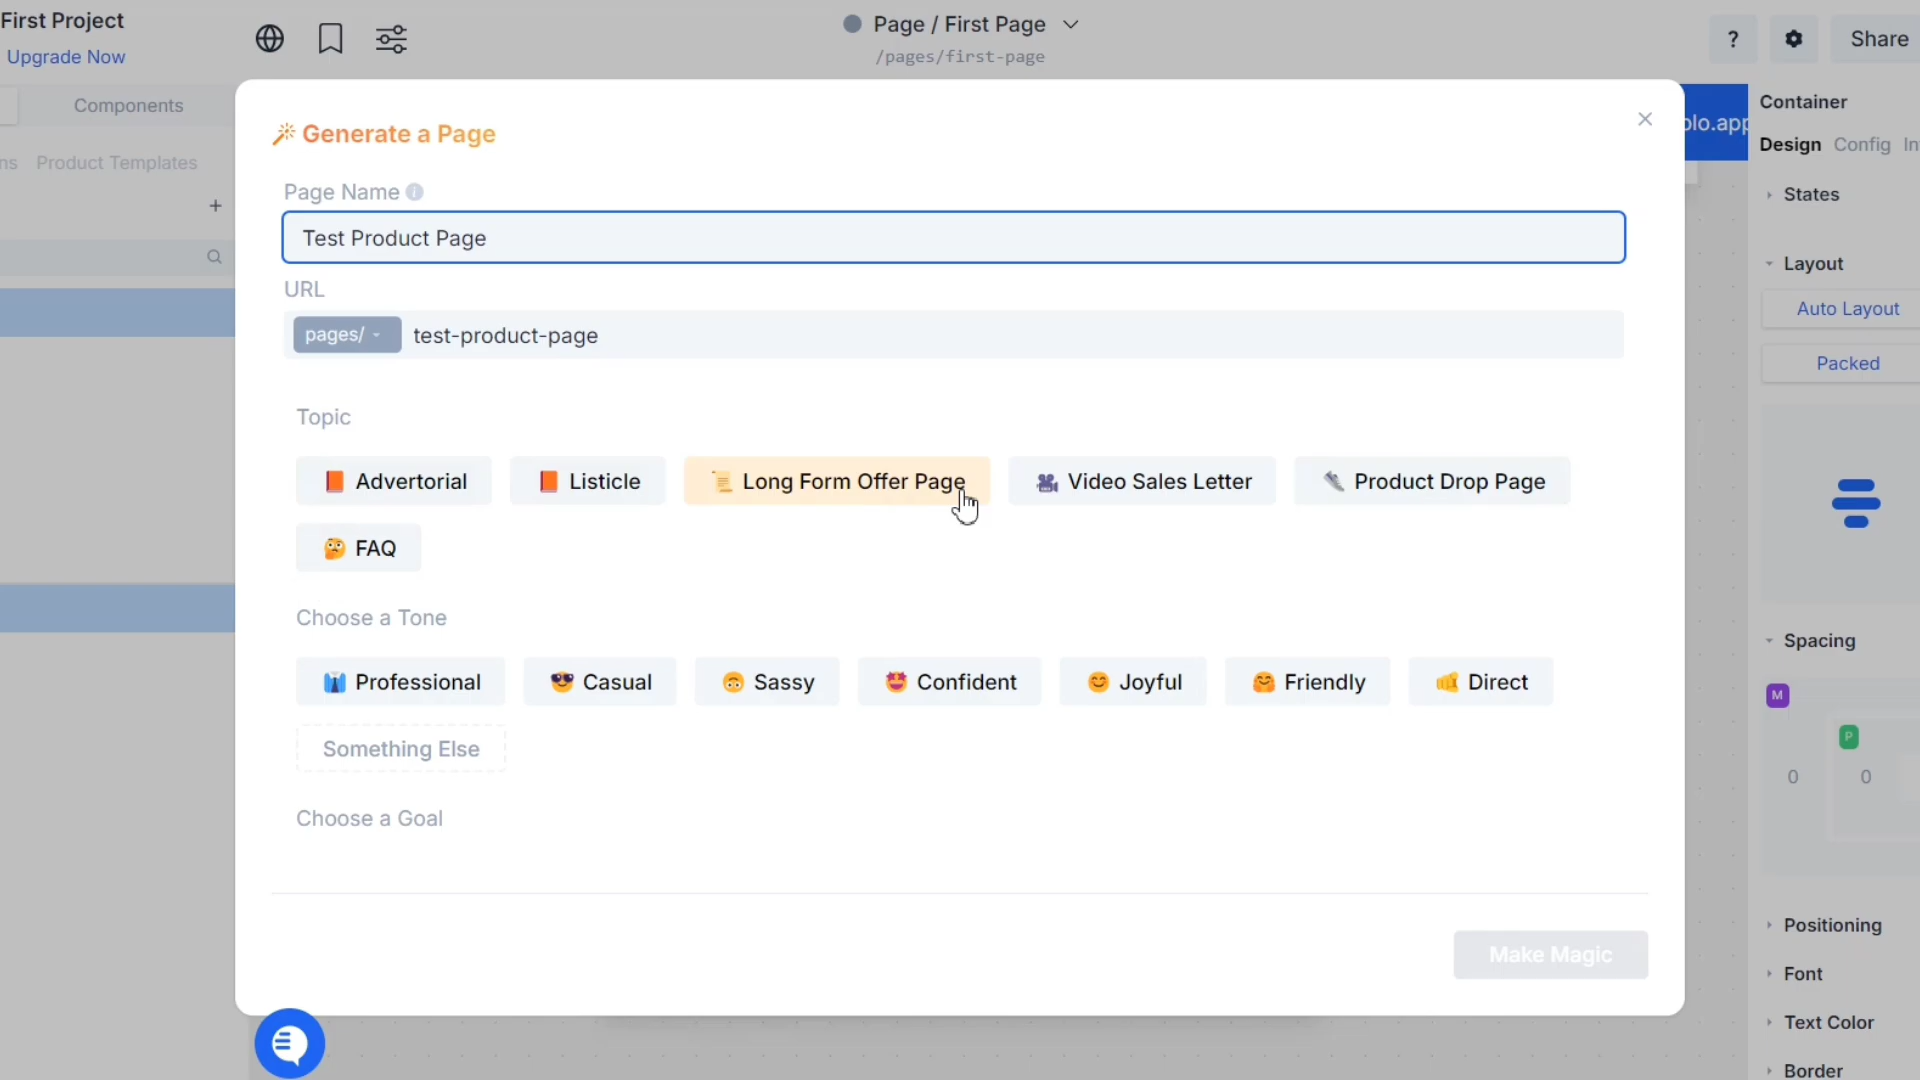 First Project
Upgrade Now
Page / First Page
/pages/first-page
?
Share
Components
ns Product Templates
+
olo.app
Generate a Page
Page Name
Test Product Page
URL
pages/
test-product-page
Topic
Advertorial
Listicle
Long Form Offer Page
Video Sales Letter
Product Drop Page
FAQ
Choose a Tone
Professional
Casual
Sassy
Confident
Joyful
Friendly
Direct
Something Else
Choose a Goal
Make Magic
Container
Design Config In
States
Layout
Auto Layout
Packed
Spacing
M
P
0
0
Positioning
Font
Text Color
Border